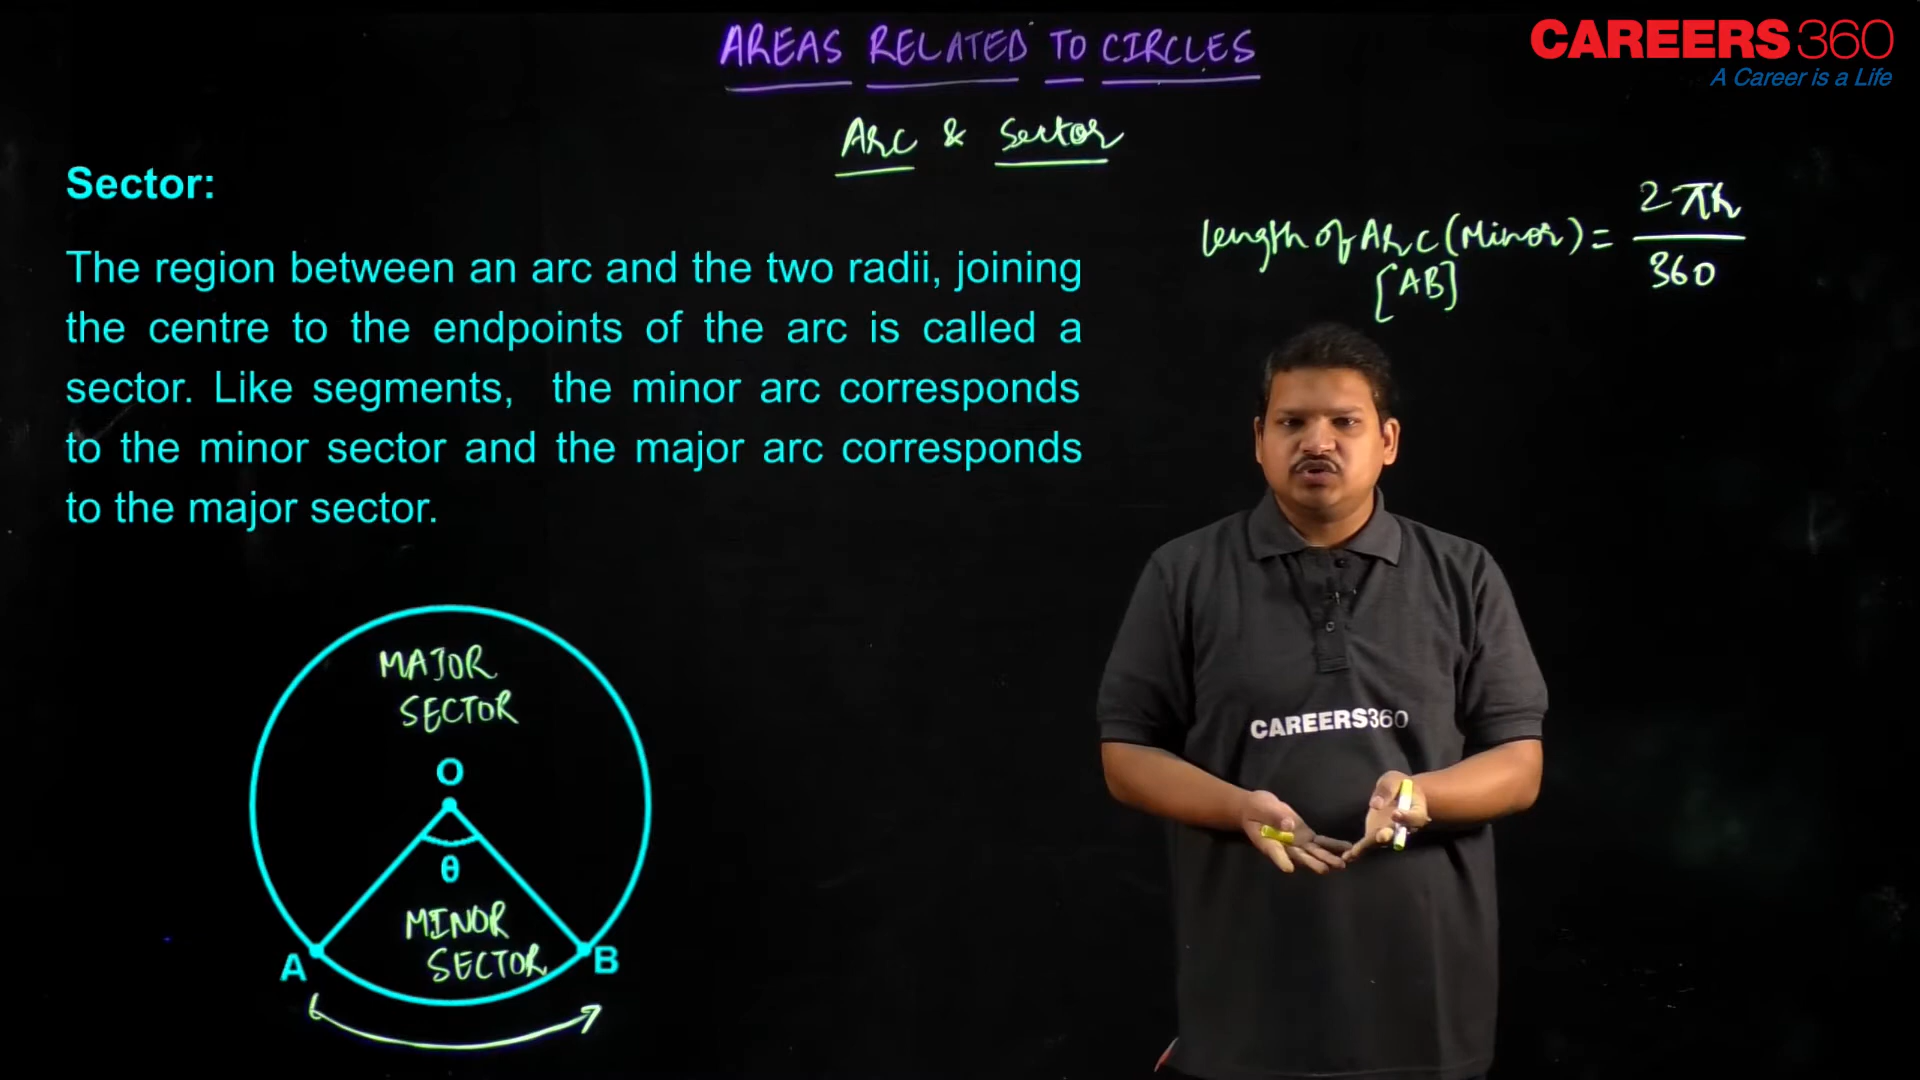 AREAS RELATED TO CIRCLES
CAREERS360
A Career is a Life
Arc & Sector
Sector:
The region between an arc and the two radii, joining
the centre to the endpoints of the arc is called a
sector. Like segments, the minor arc corresponds
to the minor sector and the major arc corresponds
to the major sector.
length of Arc (Minor) = 2πr
360
[AB]
MAJOR
SECTOR
O
θ
MINOR
SECTOR
A
B
CAREERS360